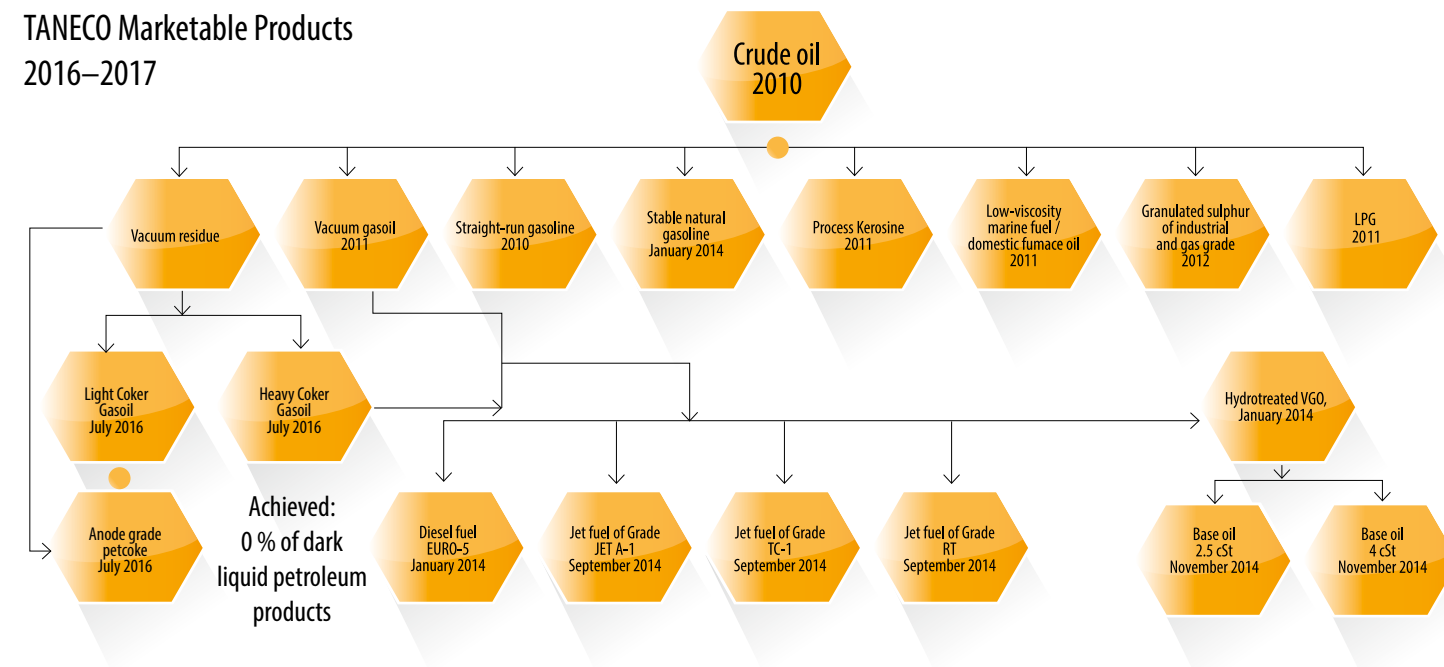 TANECO Marketable Products
2016–2017
Crude oil
2010
Vacuum residue
Vacuum gasoil
2011
Straight-run gasoline
2010
Stable natural
gasoline
January 2014
Process Kerosine
2011
Low-viscosity
marine fuel /
domestic fumace oil
2011
Granulated sulphur
of industrial
and gas grade
2012
LPG
2011
Light Coker
Gasoil
July 2016
Heavy Coker
Gasoil
July 2016
Hydrotreated VGO,
January 2014
Anode grade
petcoke
July 2016
Achieved:
0 % of dark
liquid petroleum
products
Diesel fuel
EURO-5
January 2014
Jet fuel of Grade
JET A-1
September 2014
Jet fuel of Grade
TC-1
September 2014
Jet fuel of Grade
RT
September 2014
Base oil
2.5 cSt
November 2014
Base oil
4 cSt
November 2014